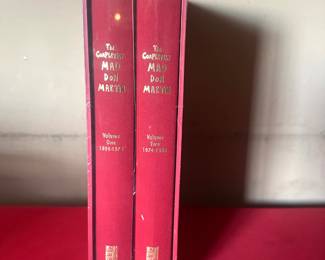 The
Completely
MAD
Don
Martin
Volume
One
The
Completely
MAD
Don
Martin
Volume
Two